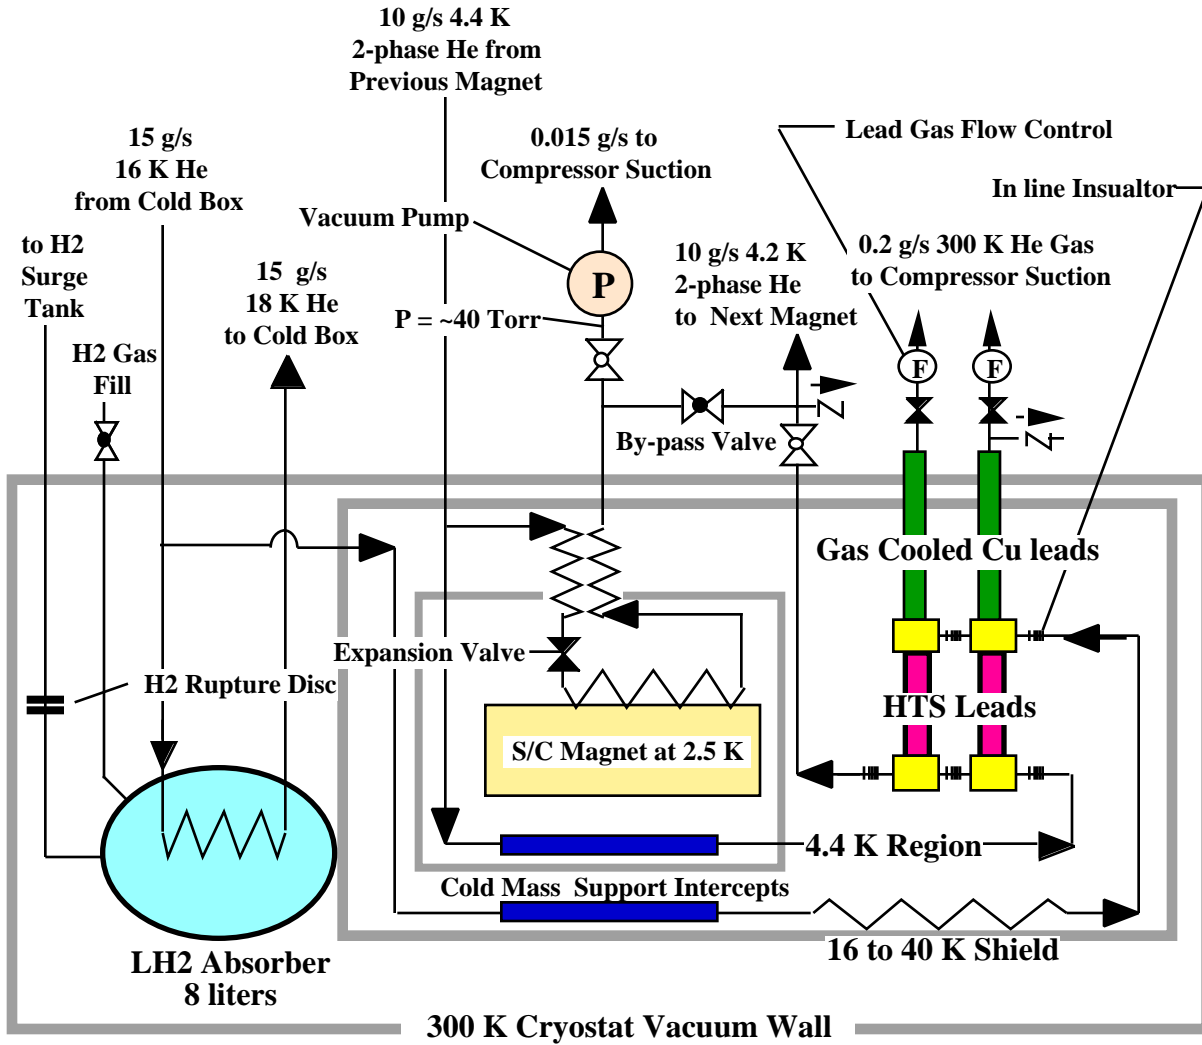 10 g/s 4.4 K
2-phase He from
Previous Magnet
15 g/s
16 K He
from Cold Box
0.015 g/s to
Compressor Suction
Lead Gas Flow Control
In line Insualtor
Vacuum Pump
to H2
Surge
Tank
15 g/s
18 K He
to Cold Box
P
P = ~40 Torr
10 g/s 4.2 K
2-phase He
to Next Magnet
0.2 g/s 300 K He Gas
to Compressor Suction
H2 Gas
Fill
F
F
By-pass Valve
Gas Cooled Cu leads
Expansion Valve
H2 Rupture Disc
HTS Leads
S/C Magnet at 2.5 K
4.4 K Region
Cold Mass Support Intercepts
16 to 40 K Shield
LH2 Absorber
8 liters
300 K Cryostat Vacuum Wall